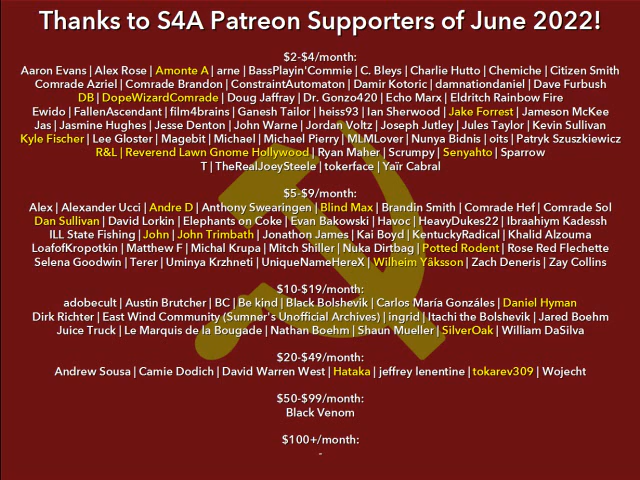 Thanks to S4A Patreon Supporters of June 2022!
$2-$4/month:
Aaron Evans | Alex Rose | Amonte A | arne | BassPlayin'Commie | C. Bleys | Charlie Hutto | Chemiche | Citizen Smith
Comrade Azriel | Comrade Brandon | ConstraintAutomaton | Damir Kotoric | damnationdaniel | Dave Furbush
DB | DopeWizardComrade | Doug Jaffray | Dr. Gonzo420 | Echo Marx | Eldritch Rainbow Fire
Ewido | FallenAscendant | film4brains | Ganesh Tailor | heiss93 | Ian Sherwood | Jake Forrest | Jameson McKee
Jas | Jasmine Hughes | Jesse Denton | John Warne | Jordan Voltz | Joseph Jutley | Jules Taylor | Kevin Sullivan
Kyle Fischer | Lee Gloster | Magebit | Michael | Michael Pierry | MLMLover | Nunya Bidnis | oits | Patryk Szuszkiewicz
R&L | Reverend Lawn Gnome Hollywood | Ryan Maher | Scrumpy | Senyahto | Sparrow
T | TheRealJoeySteele | tokerface | Yaïr Cabral
$5-$9/month:
Alex | Alexander Ucci | Andre D | Anthony Swearingen | Blind Max | Brandin Smith | Comrade Hef | Comrade Sol
Dan Sullivan | David Lorkin | Elephants on Coke | Evan Bakowski | Havoc | HeavyDukes22 | Ibraahiym Kadessh
ILL State Fishing | John | John Trimbath | Jonathon James | Kai Boyd | KentuckyRadical | Khalid Alzouma
LoafofKropotkin | Matthew F | Michal Krupa | Mitch Shiller | Nuka Dirtbag | Potted Rodent | Rose Red Flechette
Selena Goodwin | Terer | Uminya Krzhneti | UniqueNameHereX | Wilheim Yãksson | Zach Deneris | Zay Collins
$10-$19/month:
adobecult | Austin Brutcher | BC | Be kind | Black Bolshevik | Carlos María Gonzáles | Daniel Hyman
Dirk Richter | East Wind Community (Sumner's Unofficial Archives) | ingrid | Itachi the Bolshevik | Jared Boehm
Juice Truck | Le Marquis de la Bougade | Nathan Boehm | Shaun Mueller | SilverOak | William DaSilva
$20-$49/month:
Andrew Sousa | Camie Dodich | David Warren West | Hataka | jeffrey lenentine | tokarev309 | Wojecht
$50-$99/month:
Black Venom
$100+/month:
-